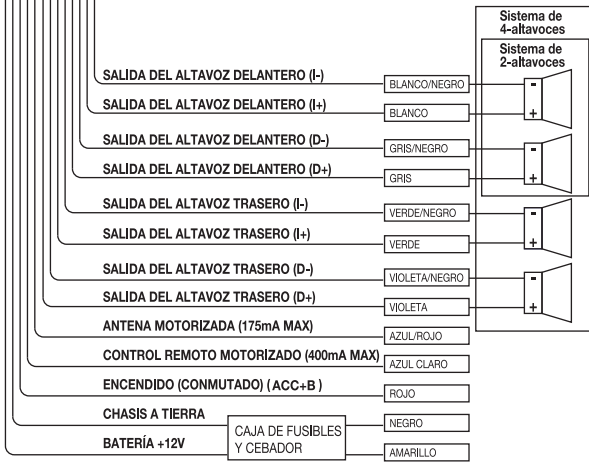 Sistema de
4-altavoces
Sistema de
2-altavoces
SALIDA DEL ALTAVOZ DELANTERO (I-)
BLANCO/NEGRO
-
SALIDA DEL ALTAVOZ DELANTERO (I+)
BLANCO
+
SALIDA DEL ALTAVOZ DELANTERO (D-)
GRIS/NEGRO
-
SALIDA DEL ALTAVOZ DELANTERO (D+)
GRIS
+
SALIDA DEL ALTAVOZ TRASERO (I-)
VERDE/NEGRO
-
SALIDA DEL ALTAVOZ TRASERO (I+)
VERDE
+
SALIDA DEL ALTAVOZ TRASERO (D-)
VIOLETA/NEGRO
-
SALIDA DEL ALTAVOZ TRASERO (D+)
VIOLETA
+
ANTENA MOTORIZADA (175mA MAX)
AZUL/ROJO
CONTROL REMOTO MOTORIZADO (400mA MAX)
AZUL CLARO
ENCENDIDO (CONMUTADO) (ACC+B)
ROJO
CHASIS A TIERRA
CAJA DE FUSIBLES
Y CEBADOR
NEGRO
BATERÍA +12V
AMARILLO